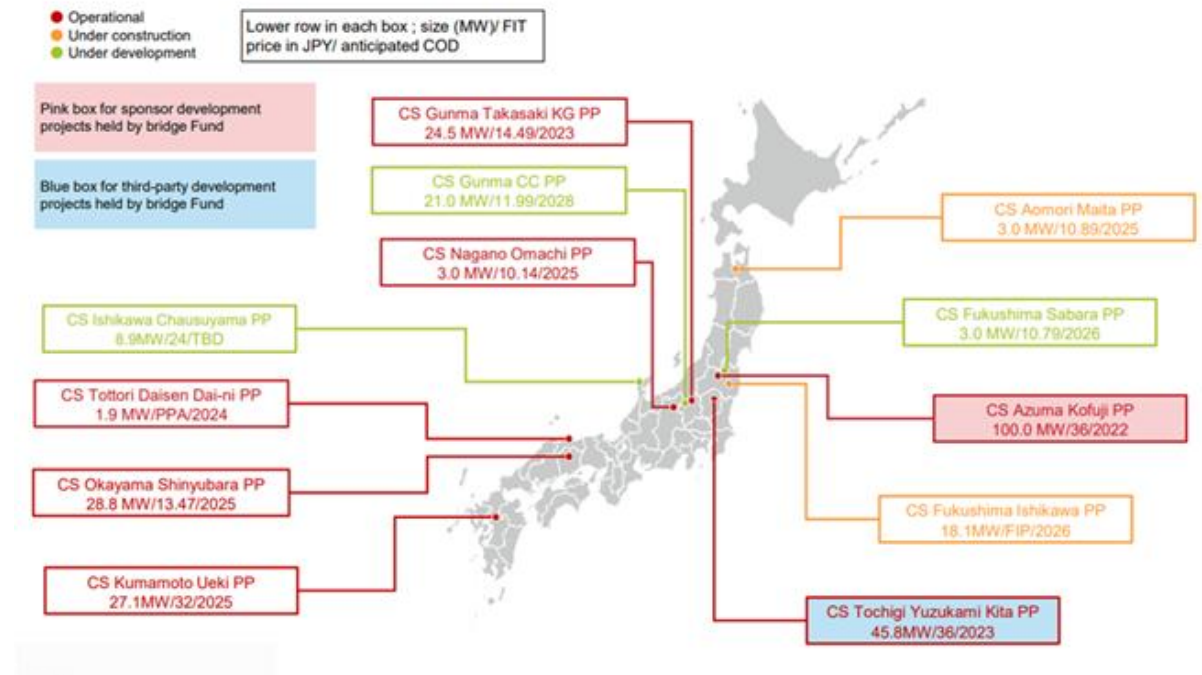 Operational
Under construction
Under development
Lower row in each box ; size (MW)/ FIT
price in JPY/ anticipated COD
Pink box for sponsor development
projects held by bridge Fund
Blue box for third-party development
projects held by bridge Fund
CS Gunma Takasaki KG PP
24.5 MW/14.49/2023
CS Gunma CC PP
21.0 MW/11.99/2028
CS Nagano Omachi PP
3.0 MW/10.14/2025
CS Ishikawa Chausuyama PP
8.9MW/24/TBD
CS Tottori Daisen Dai-ni PP
1.9 MW/PPA/2024
CS Okayama Shinyubara PP
28.8 MW/13.47/2025
CS Kumamoto Ueki PP
27.1MW/32/2025
CS Aomori Maita PP
3.0 MW/10.89/2025
CS Fukushima Sabara PP
3.0 MW/10.79/2026
CS Azuma Kofuji PP
100.0 MW/36/2022
CS Fukushima Ishikawa PP
18.1MW/FIP/2026
CS Tochigi Yuzukami Kita PP
45.8MW/36/2023